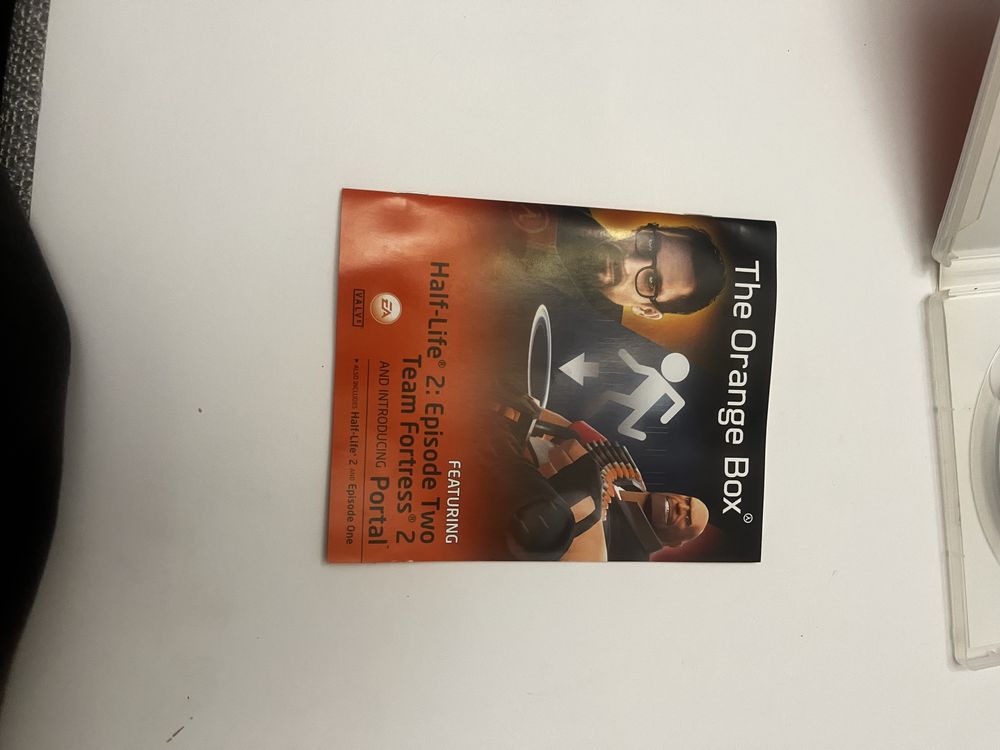 The Orange Box
FEATURING
Half-Life® 2: Episode Two
Team Fortress® 2
AND INTRODUCING Portal™
▸ ALSO INCLUDES Half-Life® 2 AND Episode One
EA
VALVE